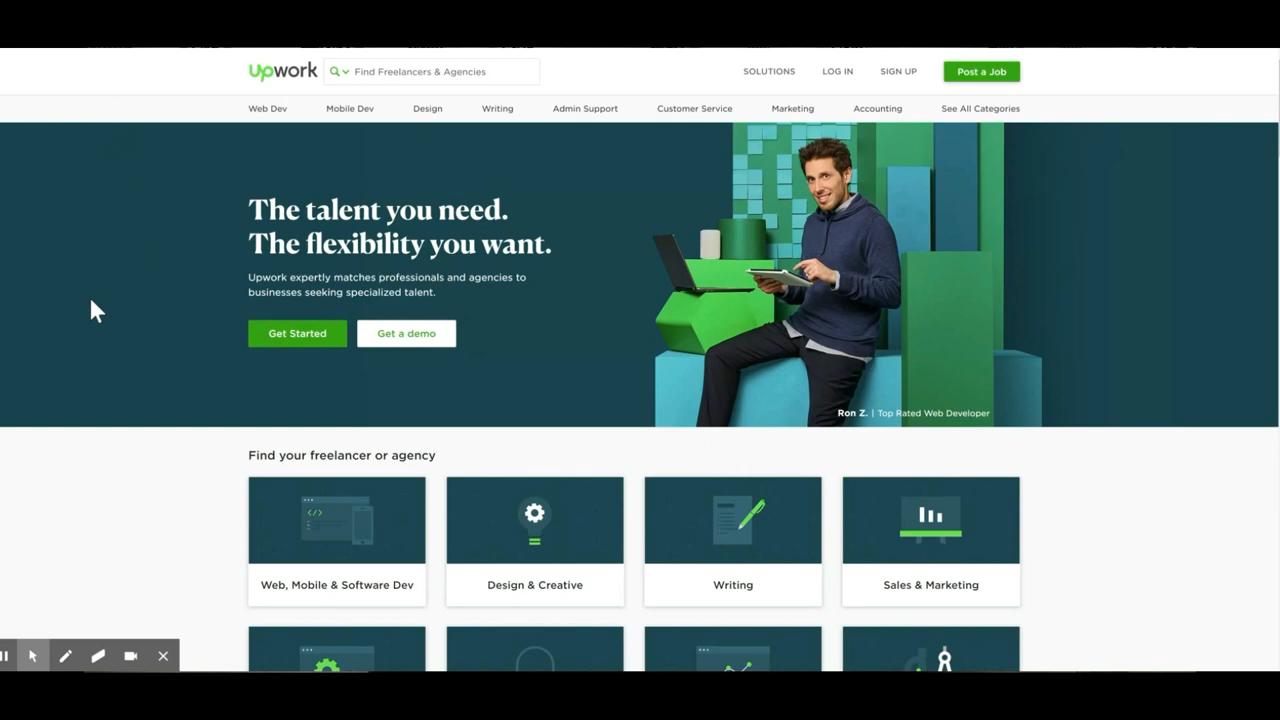 Upwork
Find Freelancers & Agencies
SOLUTIONS
LOG IN
SIGN UP
Post a Job
Web Dev
Mobile Dev
Design
Writing
Admin Support
Customer Service
Marketing
Accounting
See All Categories
The talent you need.
The flexibility you want.
Upwork expertly matches professionals and agencies to
businesses seeking specialized talent.
Get Started
Get a demo
Ron Z. | Top Rated Web Developer
Find your freelancer or agency
</>
Web, Mobile & Software Dev
Design & Creative
Writing
Sales & Marketing